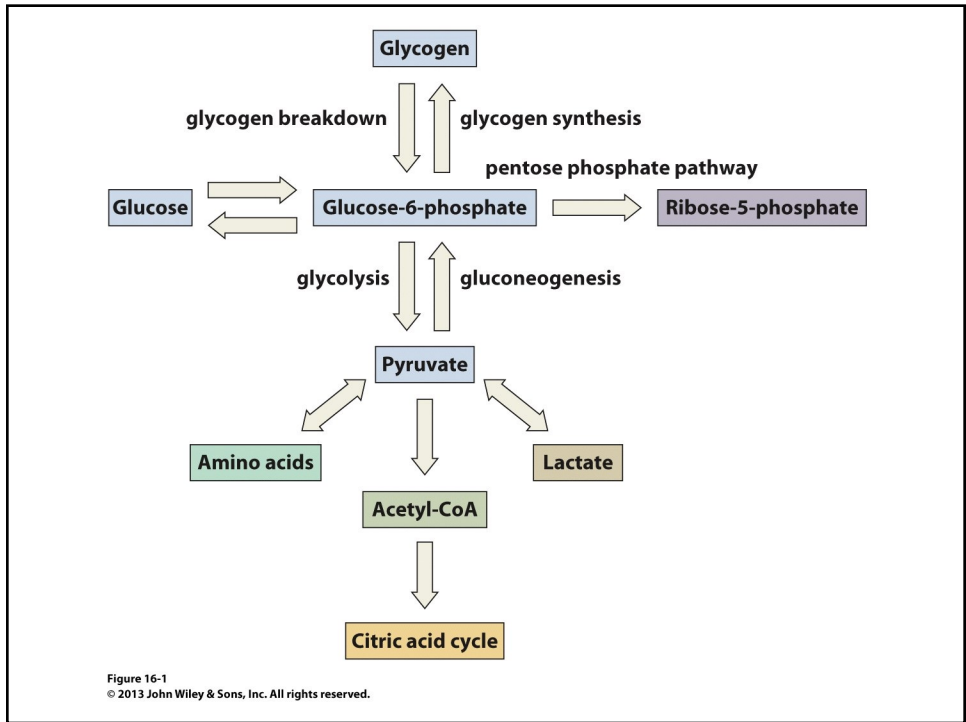 Glycogen
glycogen breakdown
glycogen synthesis
pentose phosphate pathway
Glucose
Glucose-6-phosphate
Ribose-5-phosphate
glycolysis
gluconeogenesis
Pyruvate
Amino acids
Lactate
Acetyl-CoA
Citric acid cycle
Figure 16-1
© 2013 John Wiley & Sons, Inc. All rights reserved.